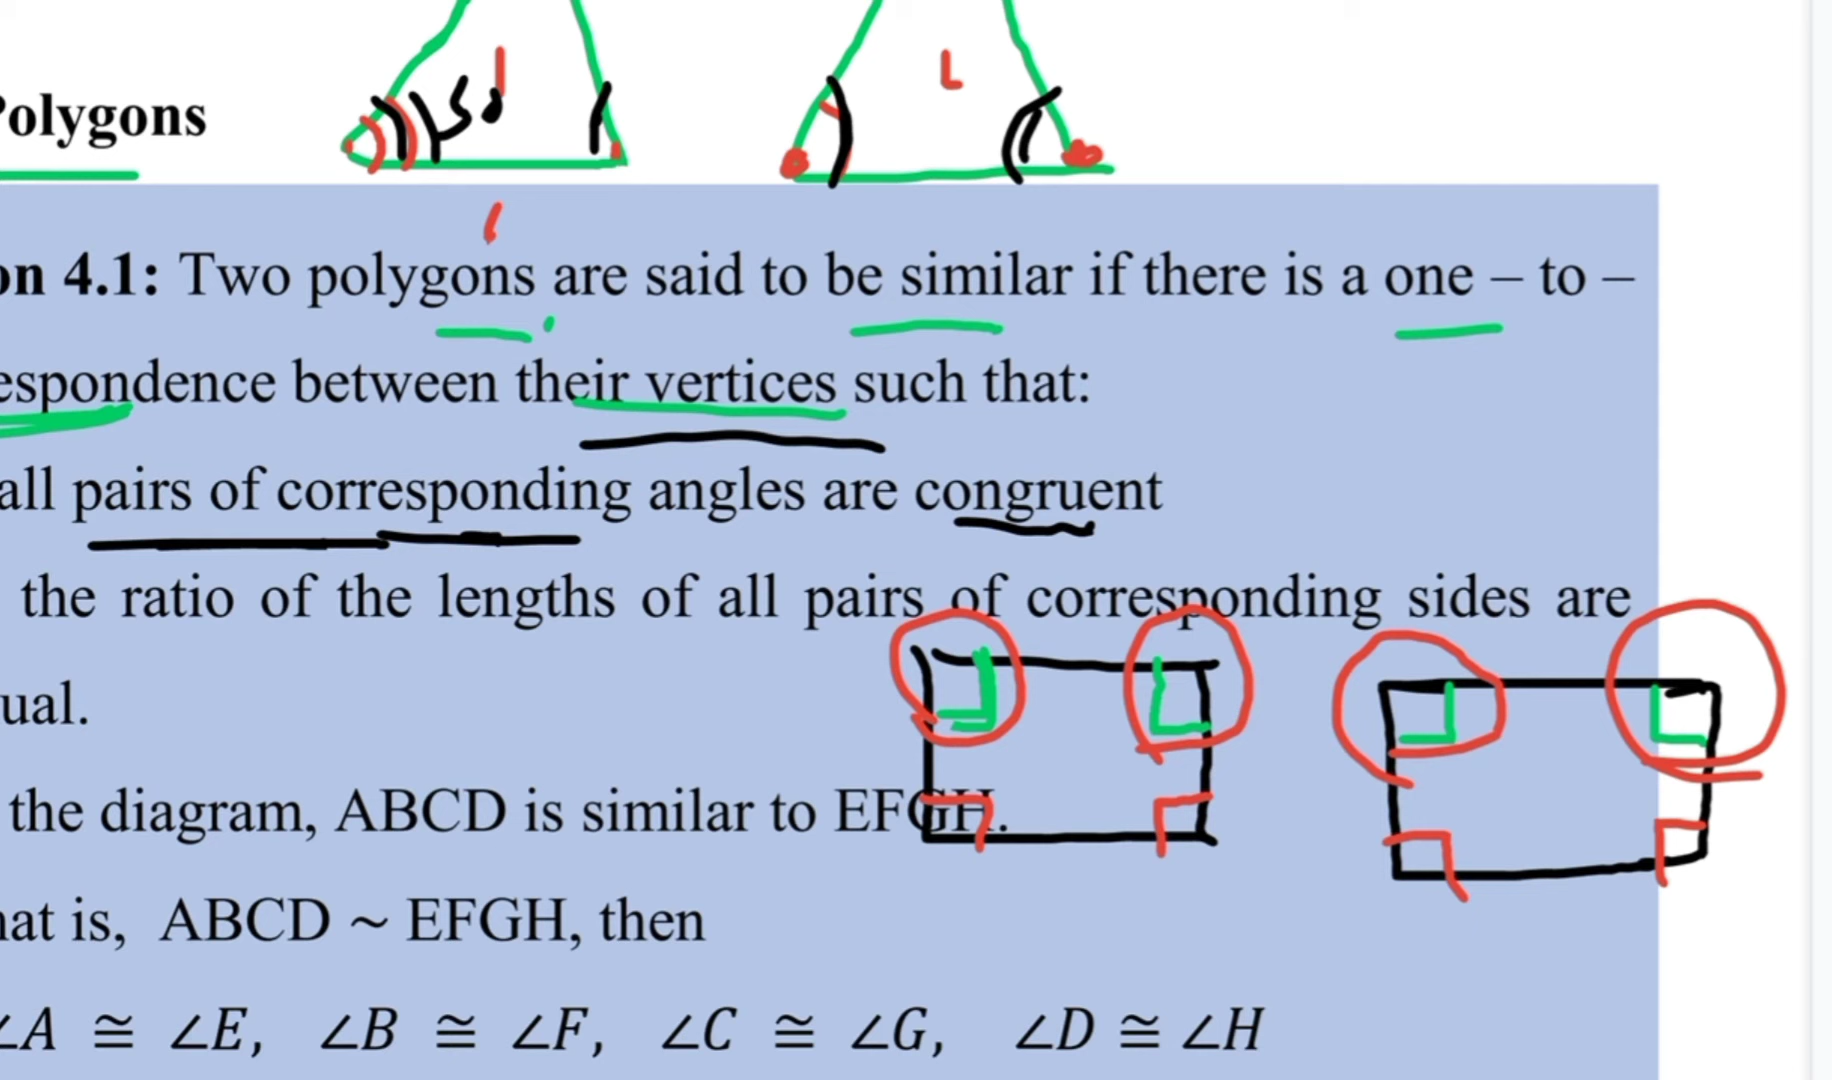 Polygons
on 4.1: Two polygons are said to be similar if there is a one – to –
espondence between their vertices such that:
all pairs of corresponding angles are congruent
the ratio of the lengths of all pairs of corresponding sides are
ual.
the diagram, ABCD is similar to EFGH.
hat is, ABCD ~ EFGH, then
∠A ≅ ∠E, ∠B ≅ ∠F, ∠C ≅ ∠G, ∠D ≅ ∠H